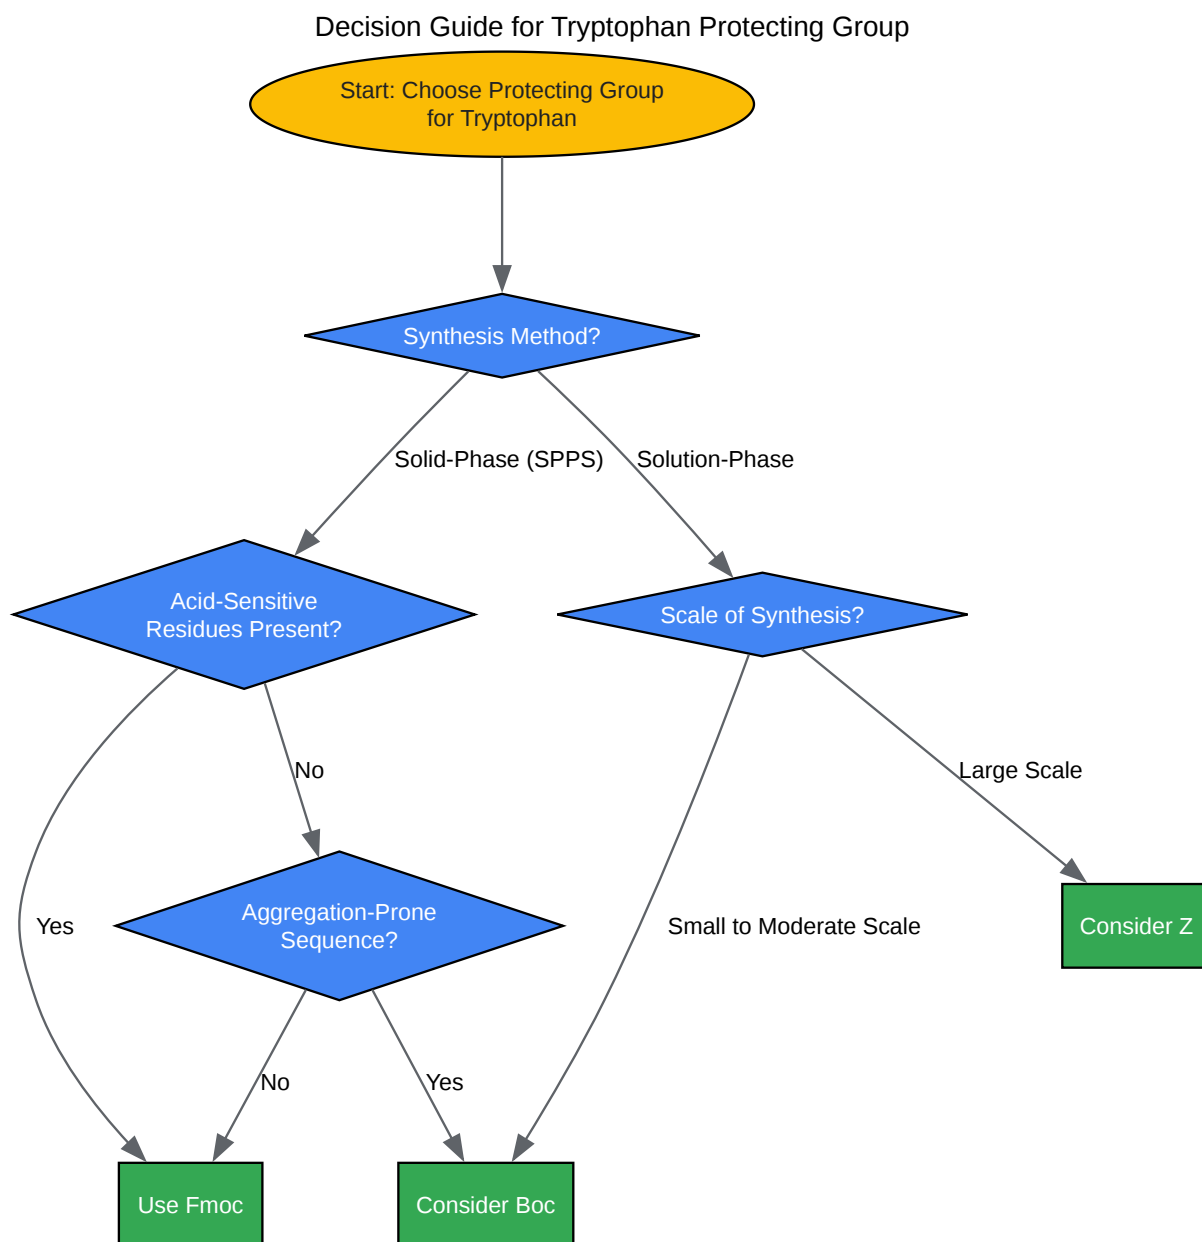 Decision Guide for Tryptophan Protecting Group
Start: Choose Protecting Group
for Tryptophan
Synthesis Method?
Solid-Phase (SPPS)
Solution-Phase
Acid-Sensitive
Residues Present?
Scale of Synthesis?
No
Large Scale
Yes
Aggregation-Prone
Sequence?
Small to Moderate Scale
Consider Z
No
Yes
Use Fmoc
Consider Boc